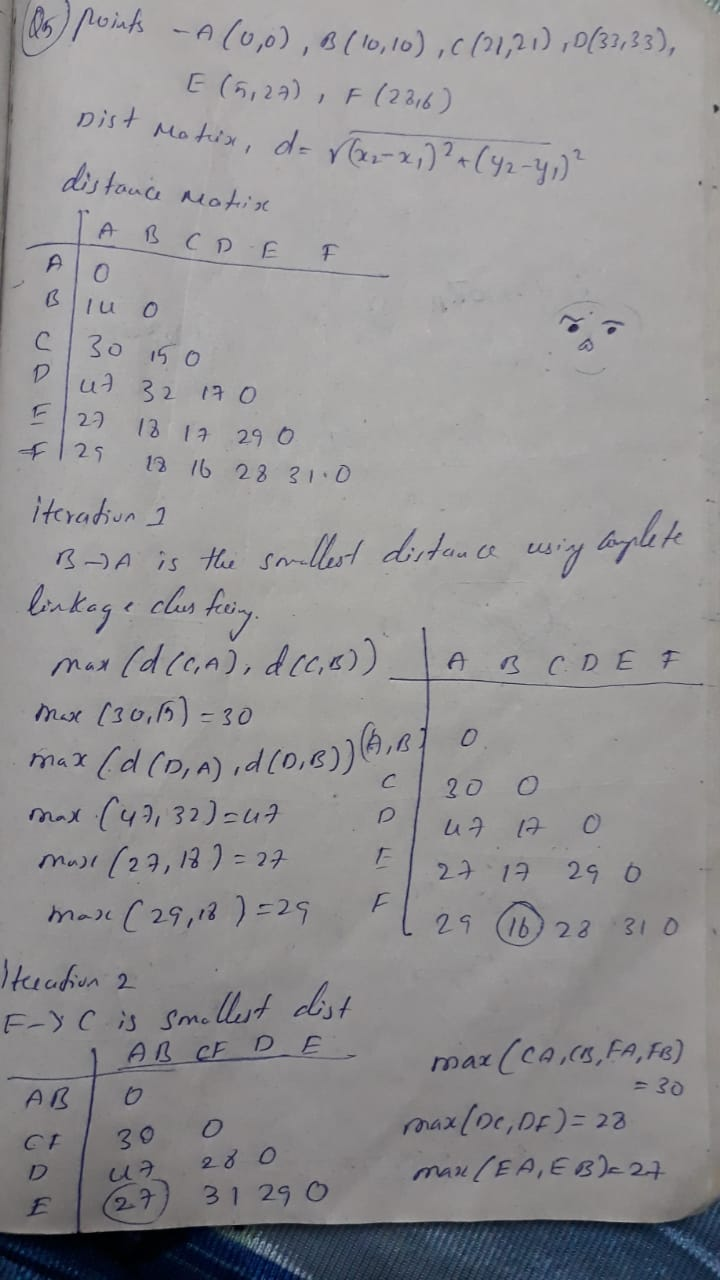 Q5) Points - A(0,0), B(10,10), C(21,21), D(33,33),
E(5,27), F(28,6)
Dist Matrix, d= √(x₂-x₁)²+(y₂-y₁)²
distance Matrix
A B C D E F
A 0
B 14 0
C 30 15 0
D 47 32 17 0
E 27 18 17 29 0
F 29 18 16 28 31 0
iteration 1
B→A is the smallest distance using complete
linkage clustering.
max (d(C,A), d(C,B))
max (30,15) = 30
max (d(D,A), d(D,B))
max (47, 32) = 47
max (27, 18) = 27
max (29, 18) = 29
A B C D E F
(A,B) 0
C 30 0
D 47 17 0
E 27 17 29 0
F 29 16 28 31 0
Iteration 2
F→C is smallest dist
AB CF D E
AB 0
CF 30 0
D 47 28 0
E 27 31 29 0
max (CA, CB, FA, FB)
= 30
max (DC, DF) = 28
max (EA, EB) = 27